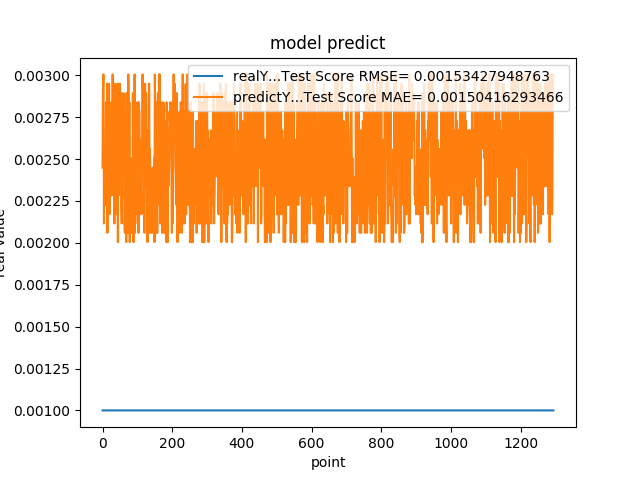 model predict
realY...Test Score RMSE= 0.00153427948763
predictY...Test Score MAE= 0.00150416293466
0.00300
0.00275
0.00250
0.00225
0.00200
0.00175
0.00150
0.00125
0.00100
value
0 200 400 600 800 1000 1200
point